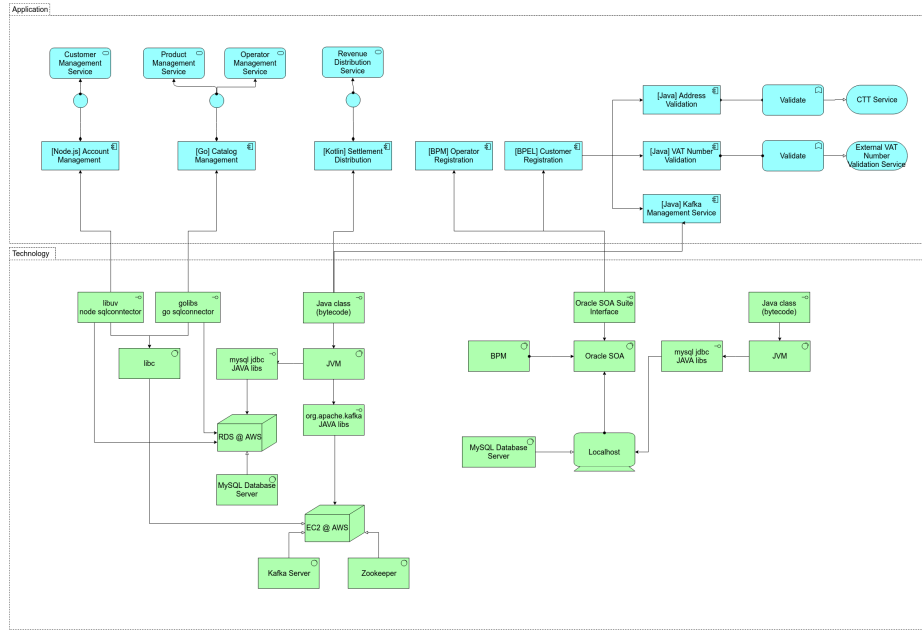 Application
Customer
Management
Service
Product
Management
Service
Operator
Management
Service
Revenue
Distribution
Service
[Java] Address
Validation
Validate
CTT Service
[Node.js] Account
Management
[Go] Catalog
Management
[Kotlin] Settlement
Distribution
[BPM] Operator
Registration
[BPEL] Customer
Registration
[Java] VAT Number
Validation
Validate
External VAT
Number
Validation Service
[Java] Kafka
Management Service
Technology
libuv
node sqlconntector
golibs
go sqlconnector
Java class
(bytecode)
Oracle SOA Suite
Interface
Java class
(bytecode)
libc
mysql jdbc
JAVA libs
JVM
BPM
Oracle SOA
mysql jdbc
JAVA libs
JVM
org.apache.kafka
JAVA libs
RDS @ AWS
MySQL Database
Server
Localhost
MySQL Database
Server
EC2 @ AWS
Kafka Server
Zookeeper